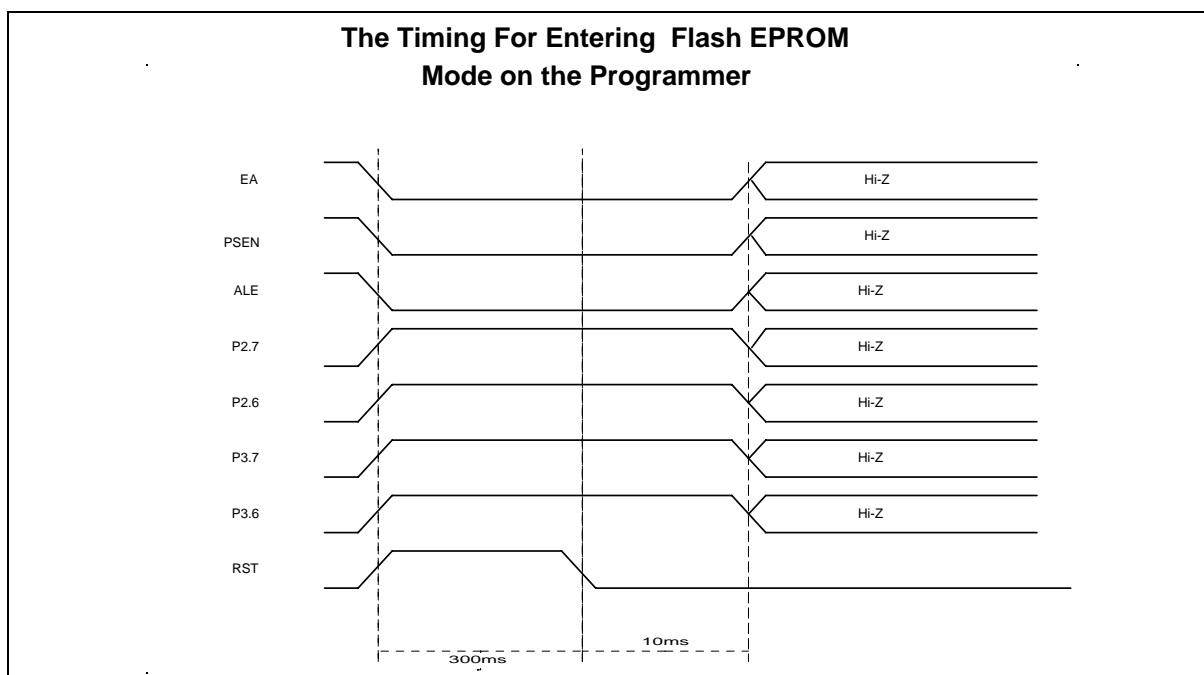 The Timing For Entering Flash EPROM
Mode on the Programmer
EA
Hi-Z
PSEN
Hi-Z
ALE
Hi-Z
P2.7
Hi-Z
P2.6
Hi-Z
P3.7
Hi-Z
P3.6
Hi-Z
RST
10ms
300ms